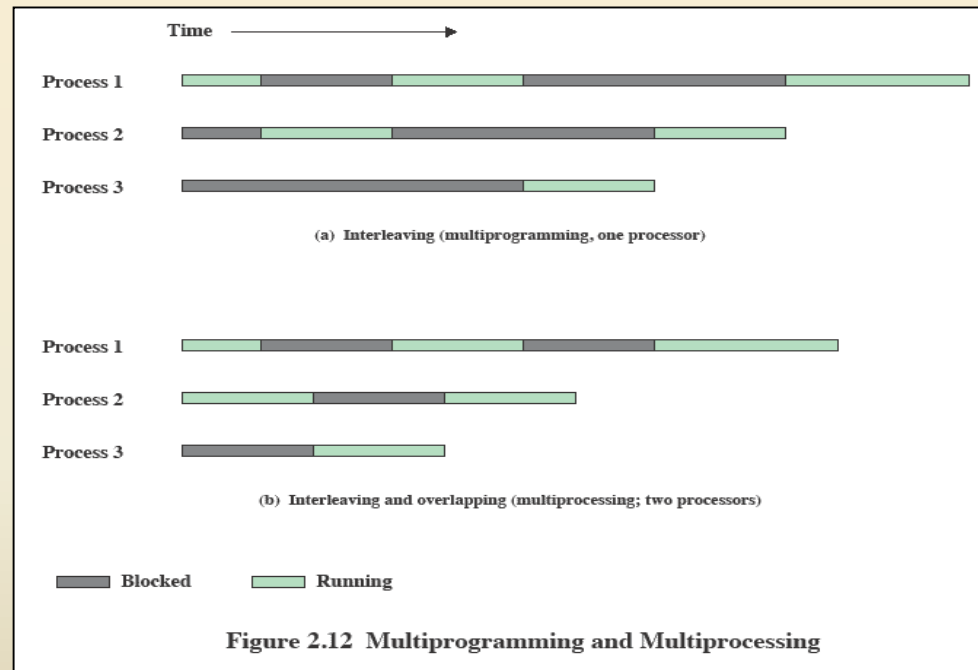 Time
Process 1
Process 2
Process 3
(a) Interleaving (multiprogramming, one processor)
Process 1
Process 2
Process 3
(b) Interleaving and overlapping (multiprocessing; two processors)
Blocked Running
Figure 2.12 Multiprogramming and Multiprocessing